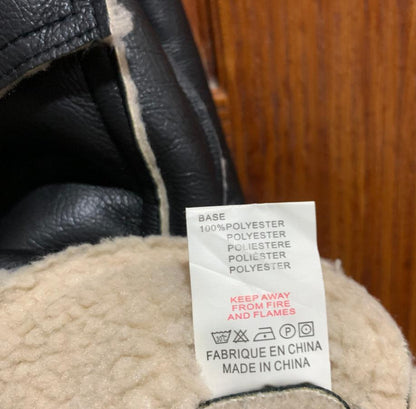 BASE
100%POLYESTER
POLYESTER
POLIESTERE
POLIÉSTER
POLYESTER
KEEP AWAY
FROM FIRE
AND FLAMES
FABRIQUE EN CHINA
MADE IN CHINA